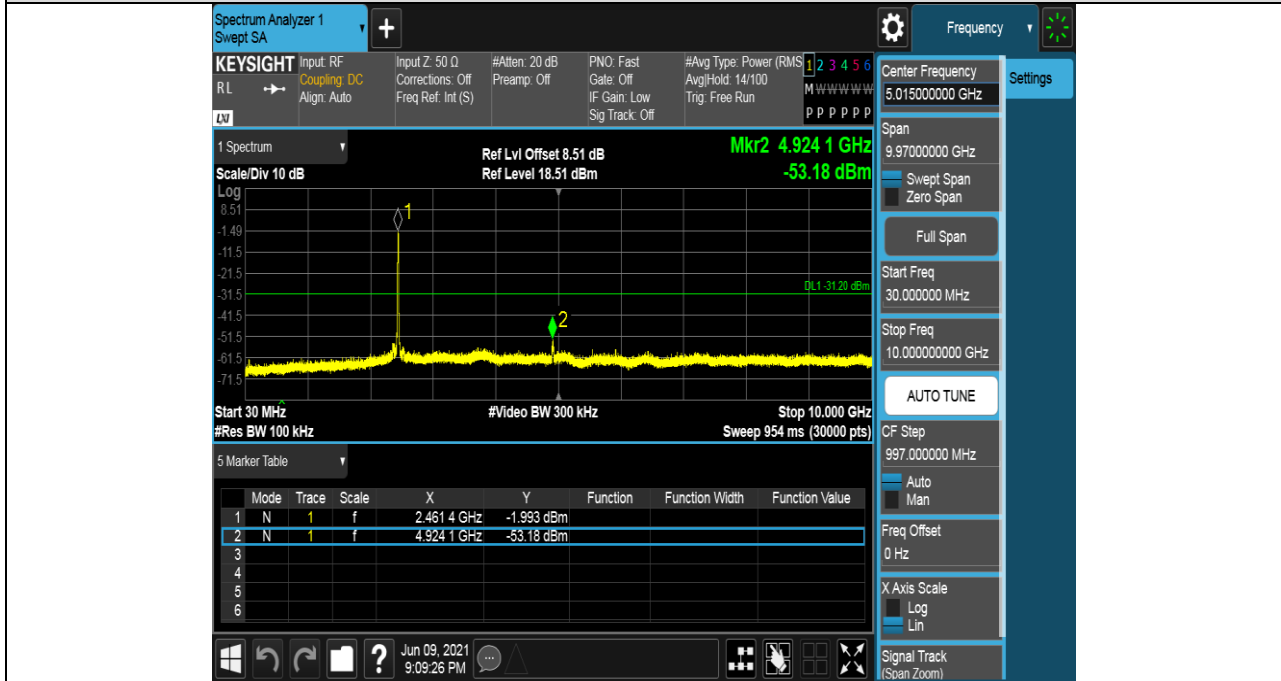 Spectrum Analyzer 1
Swept SA
+
Frequency
KEYSIGHT
RL
LXI
Input: RF
Coupling: DC
Align: Auto
Input Z: 50 Ω
Corrections: Off
Freq Ref: Int (S)
#Atten: 20 dB
Preamp: Off
PNO: Fast
Gate: Off
IF Gain: Low
Sig Track: Off
#Avg Type: Power (RMS
Avg|Hold: 14/100
Trig: Free Run
1 2 3 4 5 6
M W W W W W
P P P P P P
1 Spectrum
Scale/Div 10 dB
Ref Lvl Offset 8.51 dB
Ref Level 18.51 dBm
Mkr2 4.924 1 GHz
-53.18 dBm
Log
8.51
-1.49
-11.5
-21.5
-31.5
-41.5
-51.5
-61.5
-71.5
1
2
DL1 -31.20 dBm
Start 30 MHz
#Video BW 300 kHz
Stop 10.000 GHz
#Res BW 100 kHz
Sweep 954 ms (30000 pts)
5 Marker Table
Mode Trace Scale X Y Function Function Width Function Value
1 N 1 f 2.461 4 GHz -1.993 dBm
2 N 1 f 4.924 1 GHz -53.18 dBm
3
4
5
6
?
Jun 09, 2021
9:09:26 PM
Center Frequency
5.015000000 GHz
Settings
Span
9.97000000 GHz
Swept Span
Zero Span
Full Span
Start Freq
30.000000 MHz
Stop Freq
10.000000000 GHz
AUTO TUNE
CF Step
997.000000 MHz
Auto
Man
Freq Offset
0 Hz
X Axis Scale
Log
Lin
Signal Track
(Span Zoom)